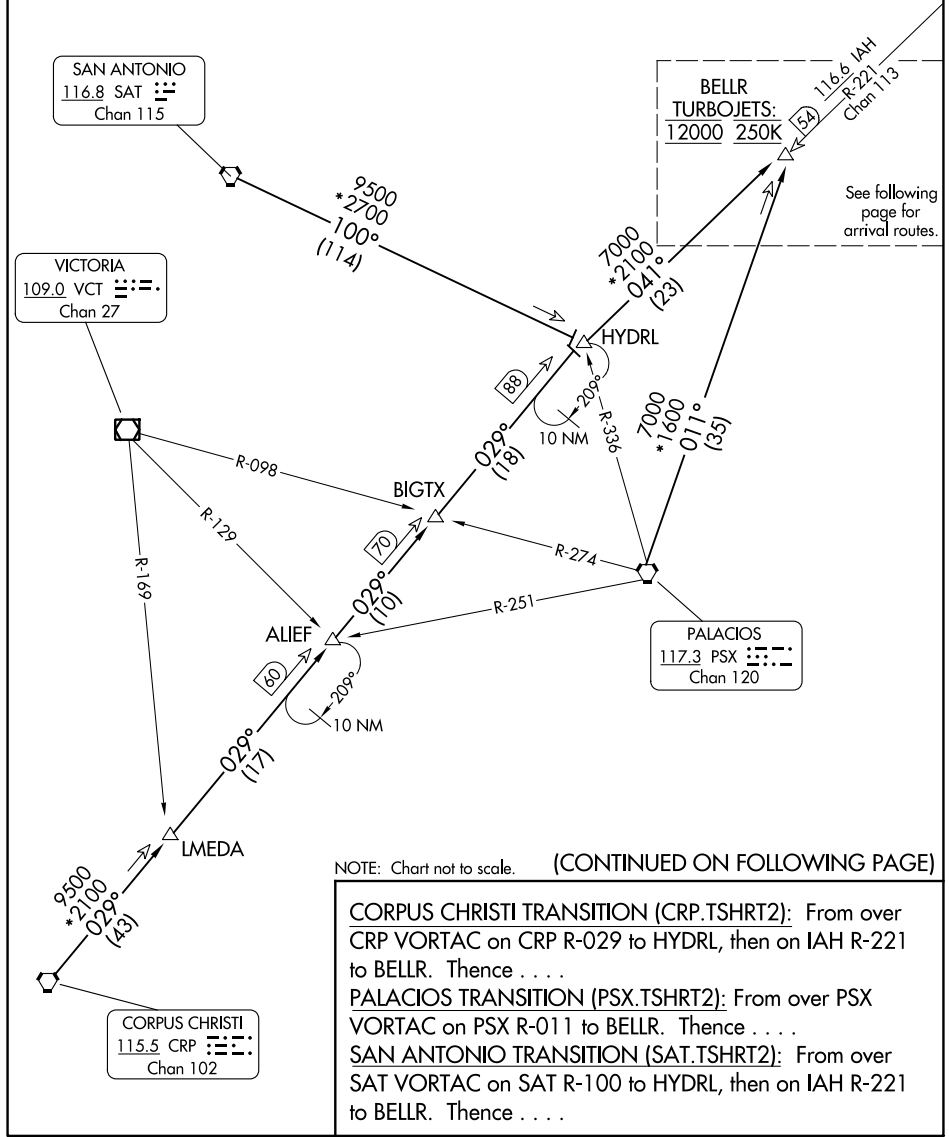 SAN ANTONIO
116.8 SAT
Chan 115
BELLR
TURBOJETS:
12000 250K
54
116.6 IAH
R-221
Chan 113
See following
page for
arrival routes.
9500
*2700
100°
(114)
VICTORIA
109.0 VCT
Chan 27
7000
*2100
041°
(23)
HYDRL
88
209°
10 NM
R-336
7000
*1600
011°
(35)
029°
(18)
R-098
BIGTX
R-129
R-169
70
R-274
029°
(10)
R-251
ALIEF
PALACIOS
117.3 PSX
Chan 120
60
209°
10 NM
029°
(17)
LMEDA
9500
*2100
029°
(43)
CORPUS CHRISTI
115.5 CRP
Chan 102
NOTE: Chart not to scale.
(CONTINUED ON FOLLOWING PAGE)
CORPUS CHRISTI TRANSITION (CRP.TSHRT2): From over
CRP VORTAC on CRP R-029 to HYDRL, then on IAH R-221
to BELLR. Thence . . . .
PALACIOS TRANSITION (PSX.TSHRT2): From over PSX
VORTAC on PSX R-011 to BELLR. Thence . . . .
SAN ANTONIO TRANSITION (SAT.TSHRT2): From over
SAT VORTAC on SAT R-100 to HYDRL, then on IAH R-221
to BELLR. Thence . . . .